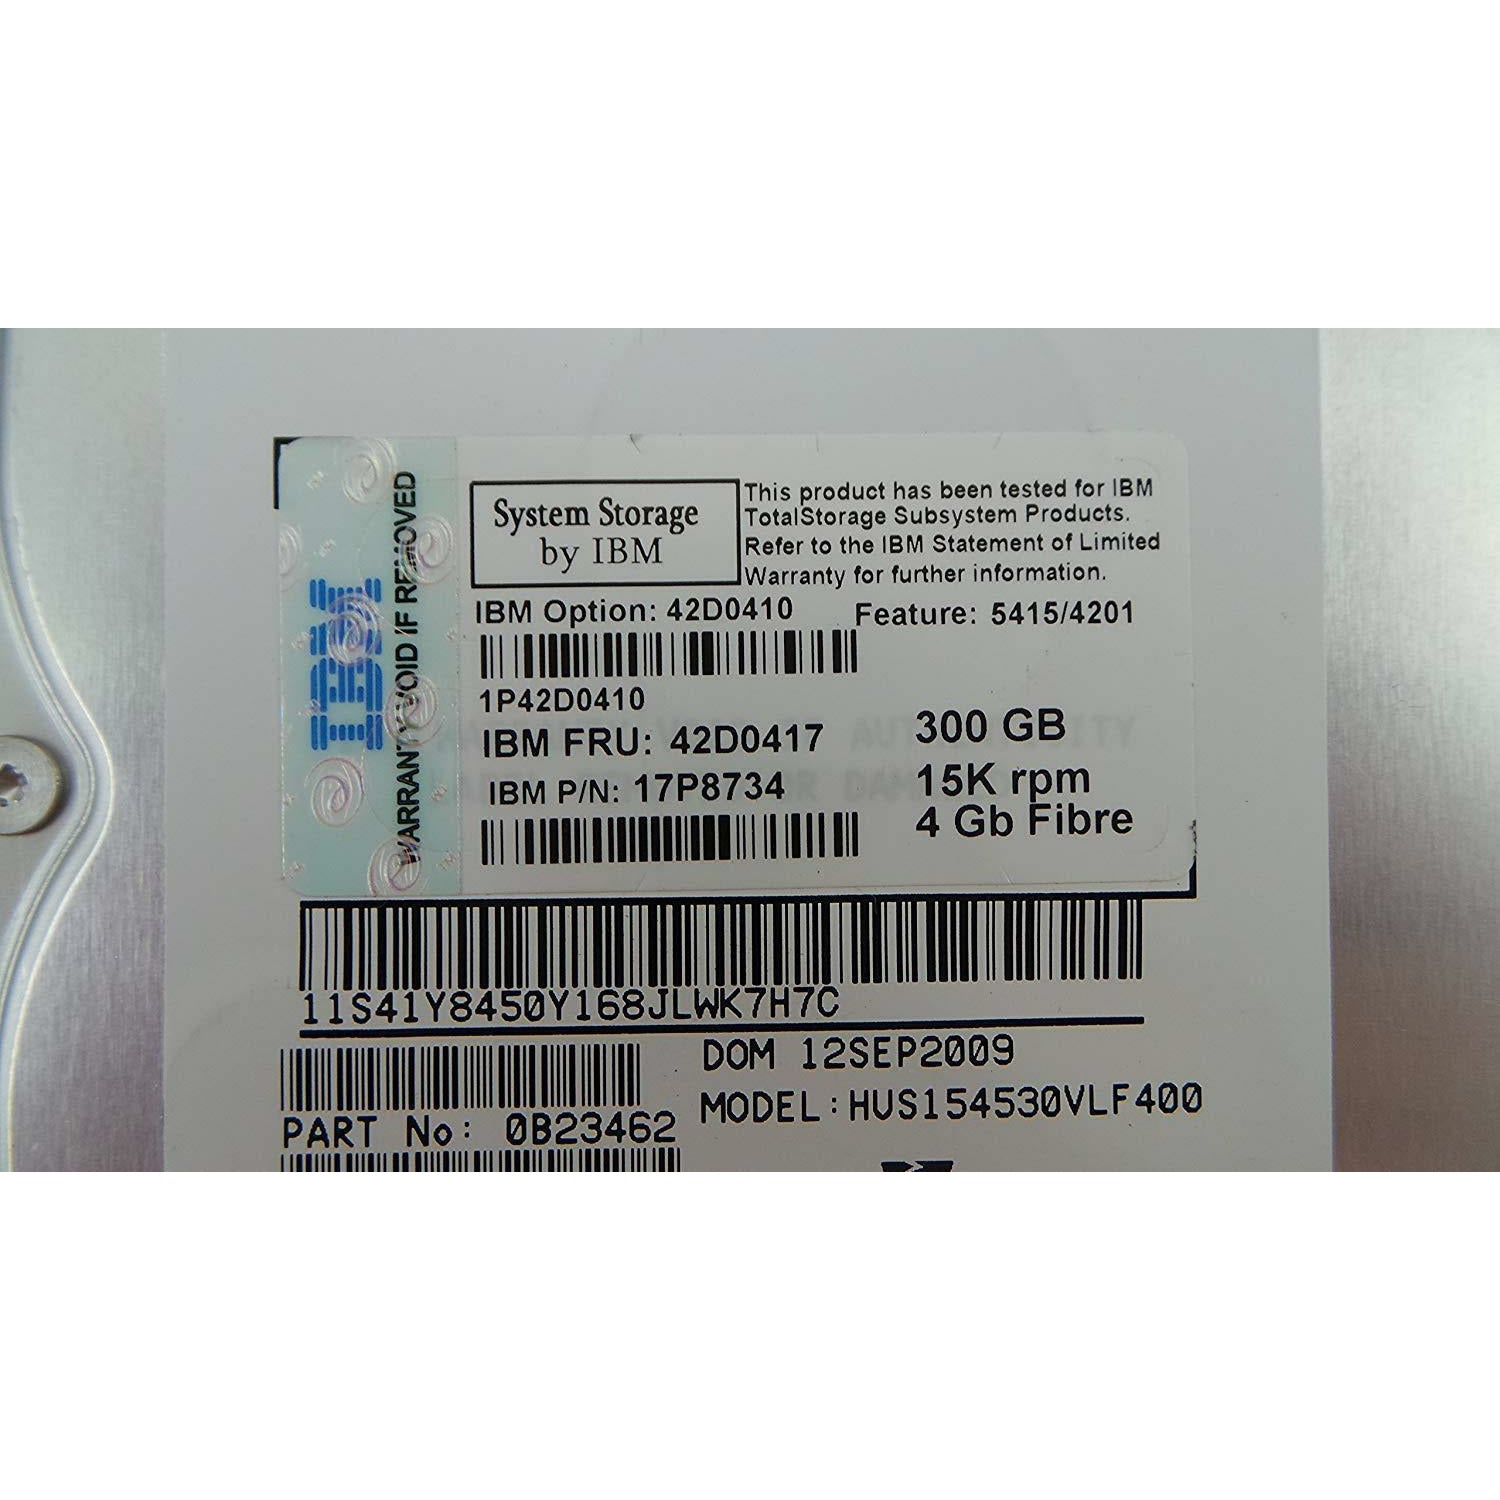 IBM
WARRANTY VOID IF REMOVED
System Storage
by IBM
This product has been tested for IBM
TotalStorage Subsystem Products.
Refer to the IBM Statement of Limited
Warranty for further information.
IBM Option: 42D0410
Feature: 5415/4201
1P42D0410
IBM FRU: 42D0417
IBM P/N: 17P8734
300 GB
15K rpm
4 Gb Fibre
11S41Y8450Y168JLWK7H7C
DOM 12SEP2009
MODEL:HUS154530VLF400
PART No: 0B23462